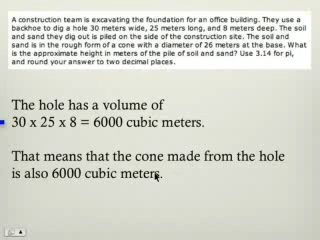 A construction team is excavating the foundation for an office building. They use a
backhoe to dig a hole 30 meters wide, 25 meters long, and 8 meters deep. The soil
and sand they dig out is piled on the side of the construction site. The soil and
sand is in the rough form of a cone with a diameter of 26 meters at the base. What
is the approximate height in meters of the pile of soil and sand? Use 3.14 for pi,
and round your answer to two decimal places.
The hole has a volume of
30 x 25 x 8 = 6000 cubic meters.
That means that the cone made from the hole
is also 6000 cubic meters.